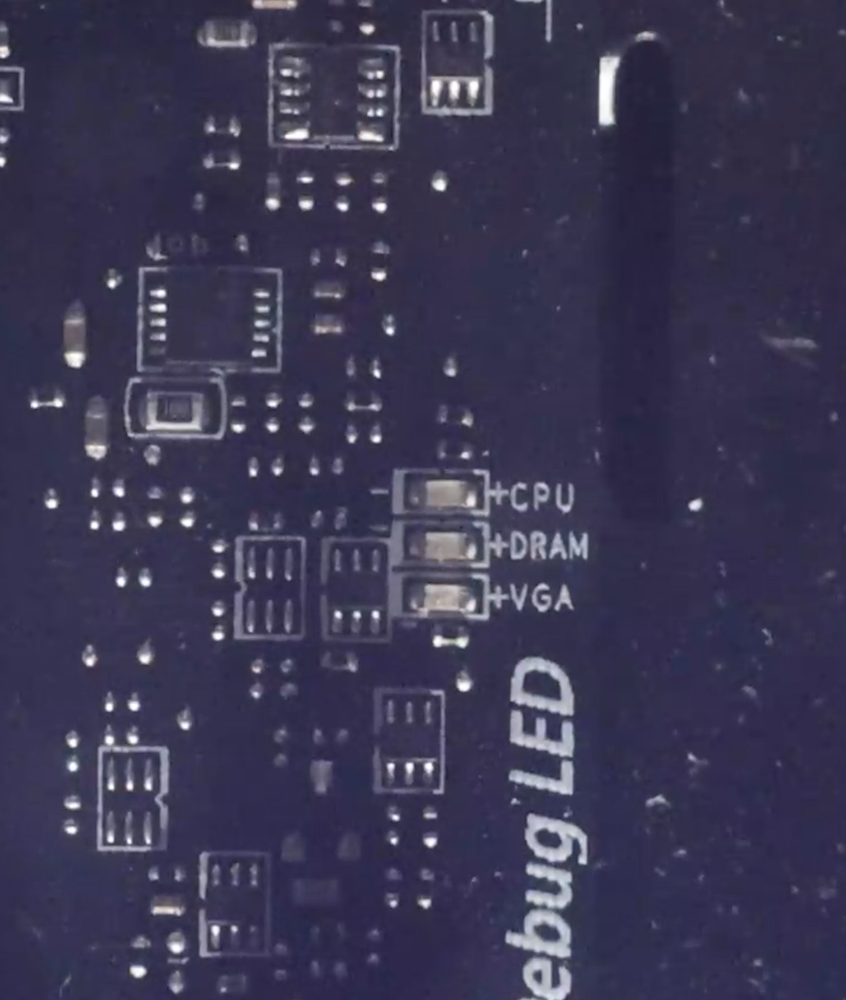 +CPU
+DRAM
+VGA
ebug LED